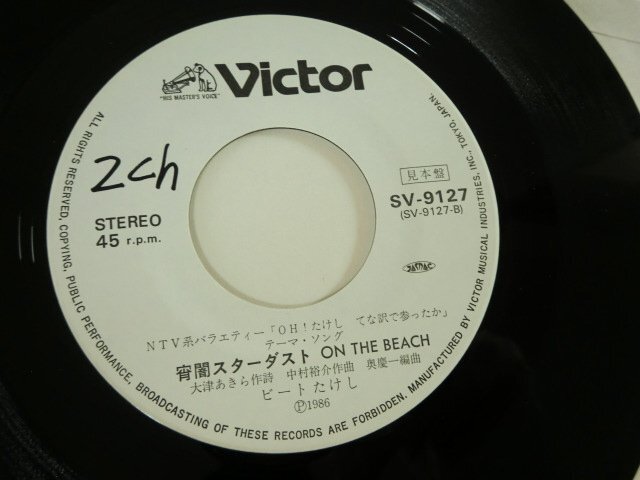 Victor
"HIS MASTER'S VOICE"
2ch
STEREO
45 r.p.m.
見本盤
SV-9127
(SV-9127-B)
JASRAC
NTV系バラエティー「OH!たけし てな訳で参ったか」
テーマ・ソング
宵闇スターダスト ON THE BEACH
大津あきら作詩 中村裕介作曲 奥慶一編曲
ビートたけし
Ⓟ1986
ALL RIGHTS RESERVED, COPYING, PUBLIC PERFORMANCE, BROADCASTING OF THESE RECORDS ARE FORBIDDEN. MANUFACTURED BY VICTOR MUSICAL INDUSTRIES, INC., TOKYO, JAPAN.